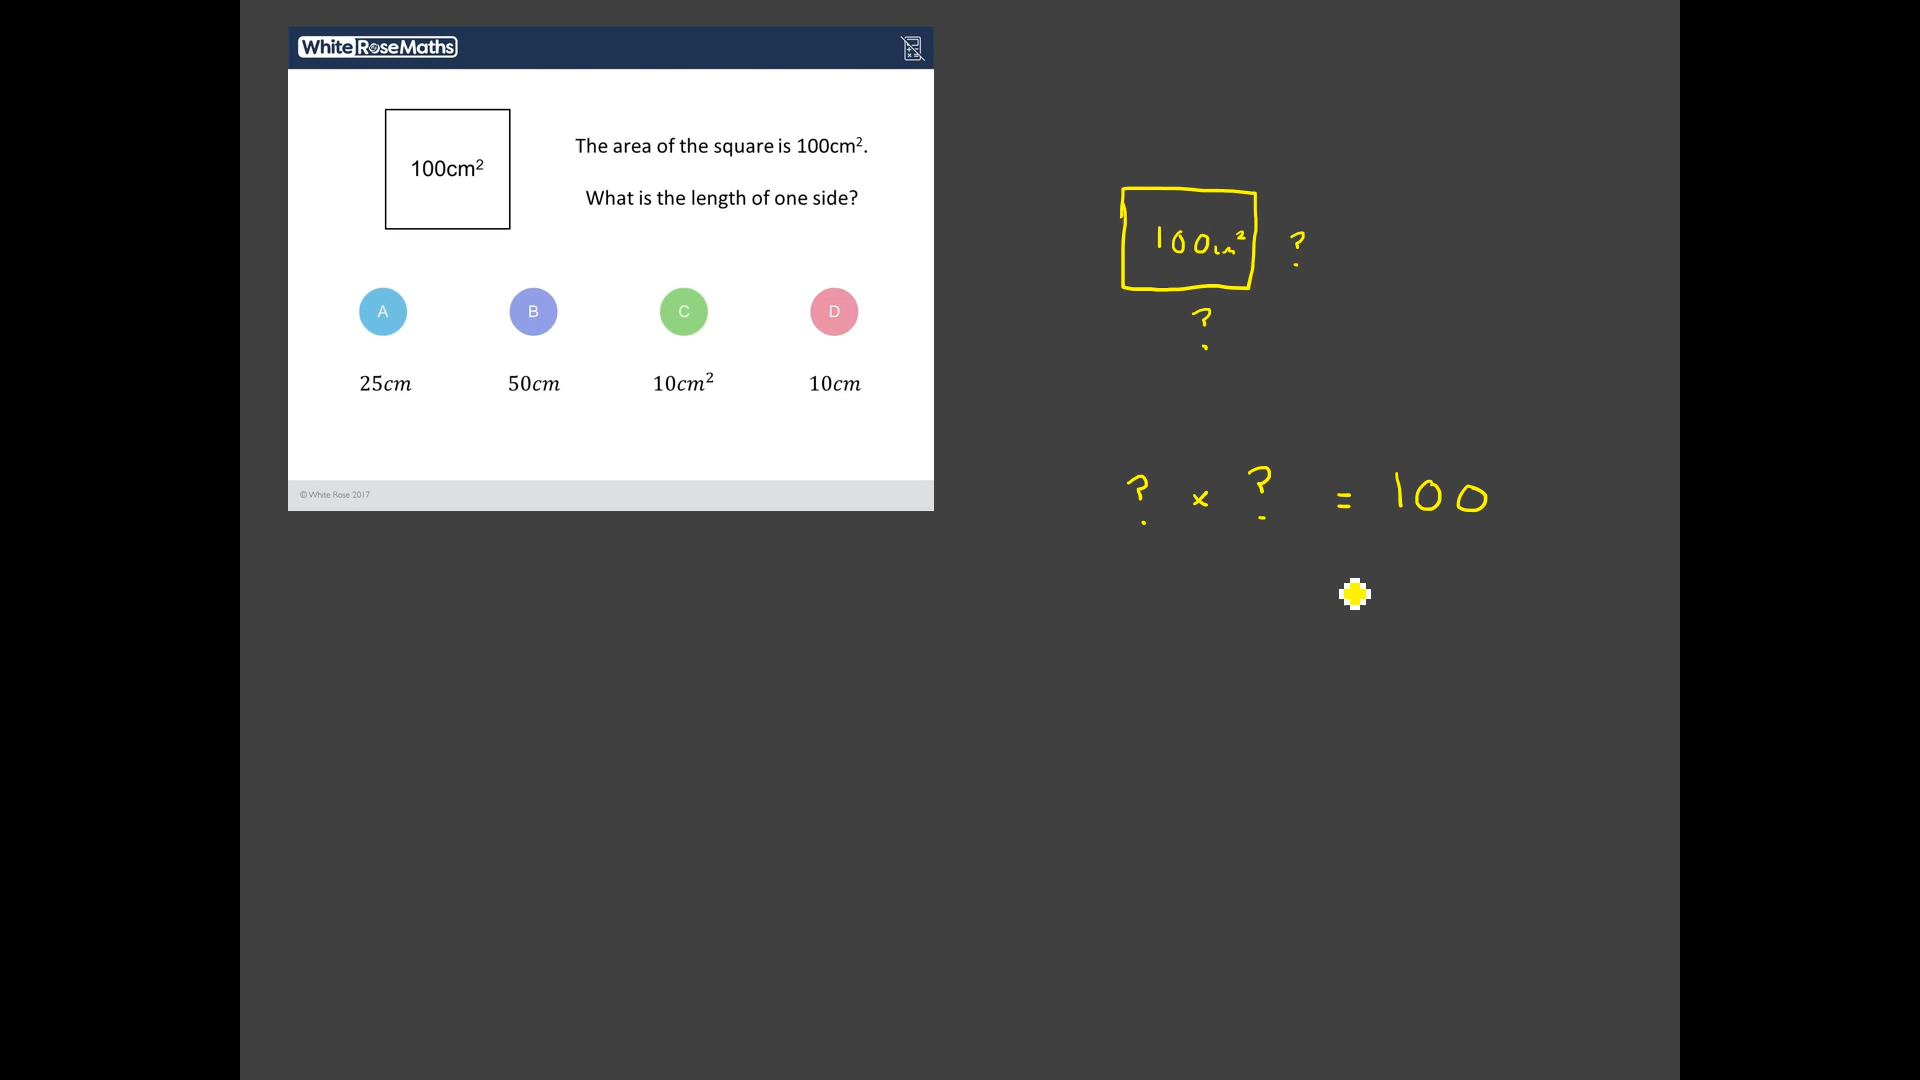 White Rose Maths
100cm²
The area of the square is 100cm².
What is the length of one side?
A
B
C
D
25cm
50cm
10cm²
10cm
© White Rose 2017
100cm²
?
?
? × ? = 100